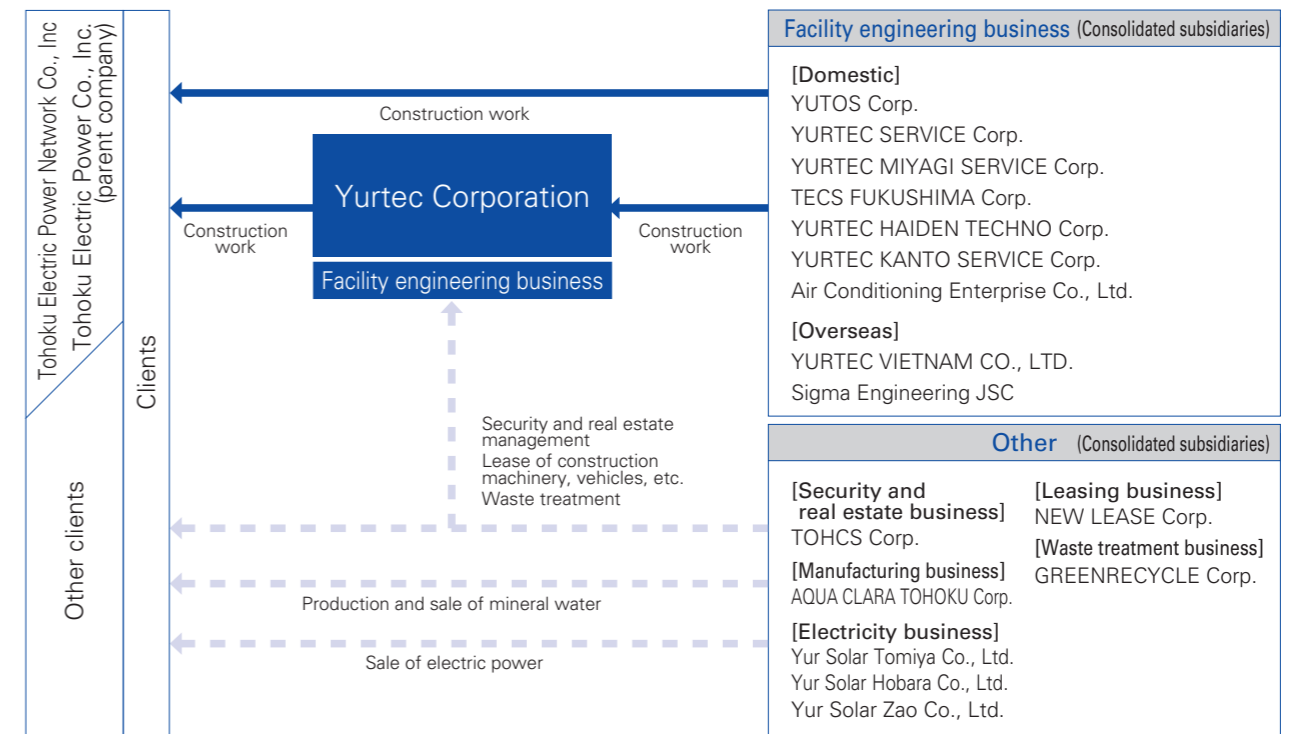 Tohoku Electric Power Network Co., Inc
Tohoku Electric Power Co., Inc.
(parent company)
Other clients
Clients
Construction work
Yurtec Corporation
Facility engineering business
Construction
work
Construction
work
Security and real estate
management
Lease of construction
machinery, vehicles, etc.
Waste treatment
Production and sale of mineral water
Sale of electric power
Facility engineering business (Consolidated subsidiaries)
[Domestic]
YUTOS Corp.
YURTEC SERVICE Corp.
YURTEC MIYAGI SERVICE Corp.
TECS FUKUSHIMA Corp.
YURTEC HAIDEN TECHNO Corp.
YURTEC KANTO SERVICE Corp.
Air Conditioning Enterprise Co., Ltd.
[Overseas]
YURTEC VIETNAM CO., LTD.
Sigma Engineering JSC
Other (Consolidated subsidiaries)
[Security and
real estate business]
TOHCS Corp.
[Manufacturing business]
AQUA CLARA TOHOKU Corp.
[Electricity business]
Yur Solar Tomiya Co., Ltd.
Yur Solar Hobara Co., Ltd.
Yur Solar Zao Co., Ltd.
[Leasing business]
NEW LEASE Corp.
[Waste treatment business]
GREENRECYCLE Corp.